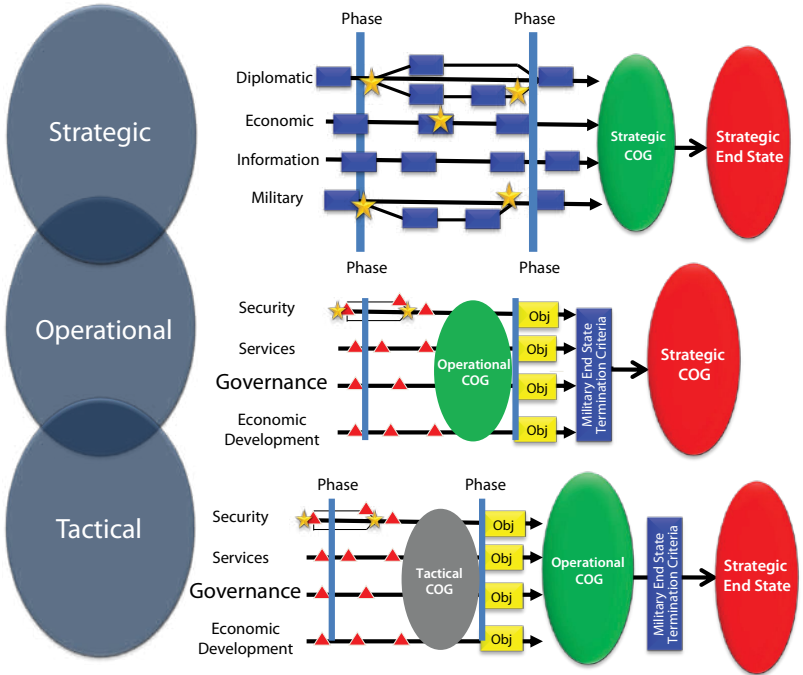 Strategic
Operational
Tactical
Phase
Phase
Diplomatic
Economic
Information
Military
Strategic
COG
Strategic
End State
Phase
Phase
Security
Services
Governance
Economic
Development
Operational
COG
Obj
Obj
Obj
Obj
Military End State
Termination Criteria
Strategic
COG
Phase
Phase
Security
Services
Governance
Economic
Development
Tactical
COG
Obj
Obj
Obj
Obj
Operational
COG
Military End State
Termination Criteria
Strategic
End State